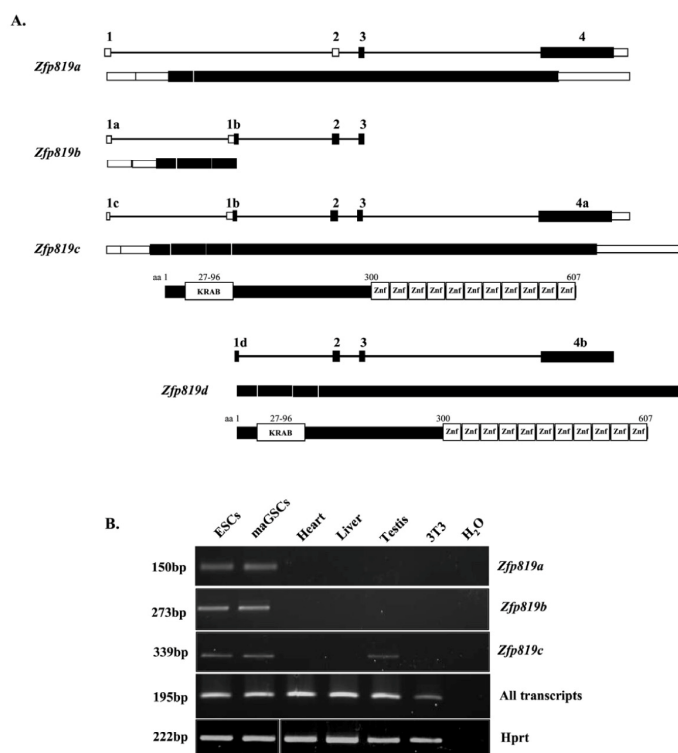 A.
1 2 3 4
Zfp819a
1a 1b 2 3
Zfp819b
1c 1b 2 3 4a
Zfp819c
aa 1 27-96 300 607
KRAB Znf Znf Znf Znf Znf Znf Znf Znf Znf Znf Znf
1d 2 3 4b
Zfp819d
aa 1 27-96 300 607
KRAB Znf Znf Znf Znf Znf Znf Znf Znf Znf Znf Znf
B.
ESCs maGSCs Heart Liver Testis 3T3 H2O
150bp Zfp819a
273bp Zfp819b
339bp Zfp819c
195bp All transcripts
222bp Hprt